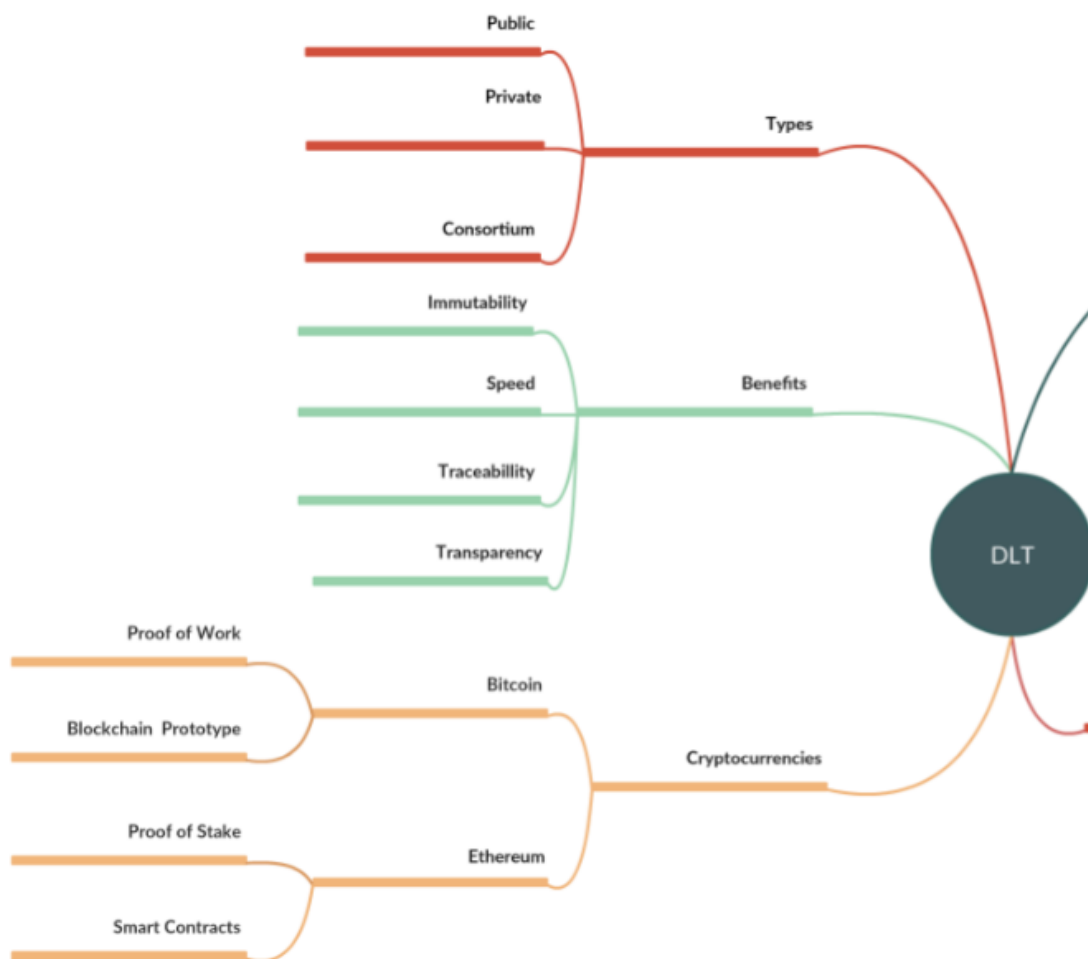 Public
Private
Types
Consortium
Immutability
Speed
Benefits
Traceabillity
Transparency
DLT
Proof of Work
Bitcoin
Blockchain Prototype
Cryptocurrencies
Proof of Stake
Ethereum
Smart Contracts